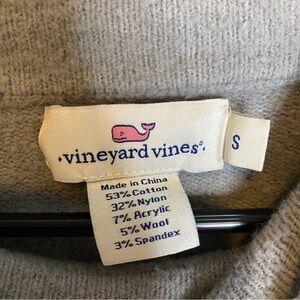 vineyard vines®
S
Made in China
53% Cotton
32% Nylon
7% Acrylic
5% Wool
3% Spandex